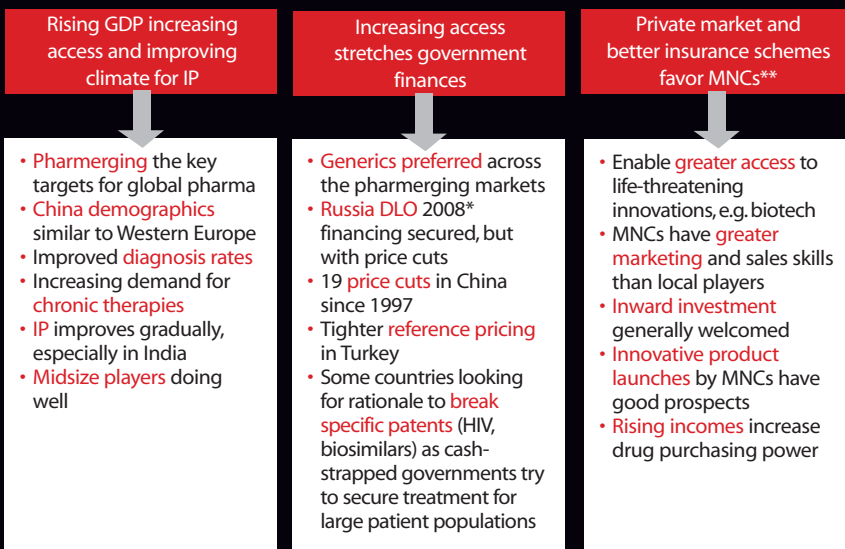 Rising GDP increasing
access and improving
climate for IP
• Pharmerging the key
targets for global pharma
• China demographics
similar to Western Europe
• Improved diagnosis rates
• Increasing demand for
chronic therapies
• IP improves gradually,
especially in India
• Midsize players doing
well
Increasing access
stretches government
finances
• Generics preferred across
the pharmerging markets
• Russia DLO 2008*
financing secured, but
with price cuts
• 19 price cuts in China
since 1997
• Tighter reference pricing
in Turkey
• Some countries looking
for rationale to break
specific patents (HIV,
biosimilars) as cash-
strapped governments try
to secure treatment for
large patient populations
Private market and
better insurance schemes
favor MNCs**
• Enable greater access to
life-threatening
innovations, e.g. biotech
• MNCs have greater
marketing and sales skills
than local players
• Inward investment
generally welcomed
• Innovative product
launches by MNCs have
good prospects
• Rising incomes increase
drug purchasing power